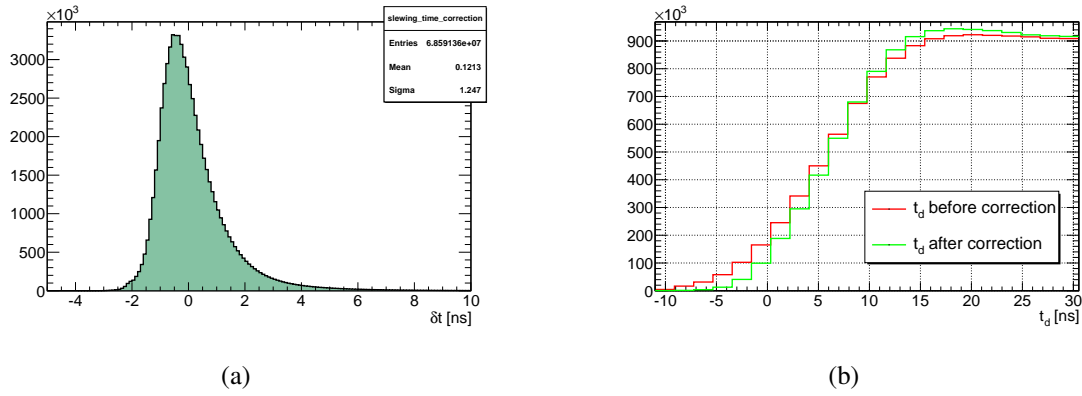 ×10³
slewing_time_correction
Entries 6.859136e+07
Mean 0.1213
Sigma 1.247
3000
2500
2000
1500
1000
500
0
-4 -2 0 2 4 6 8 10
δt [ns]
(a)
×10³
900
800
700
600
500
400
300
200
100
0
t_d before correction
t_d after correction
-10 -5 0 5 10 15 20 25 30
t_d [ns]
(b)